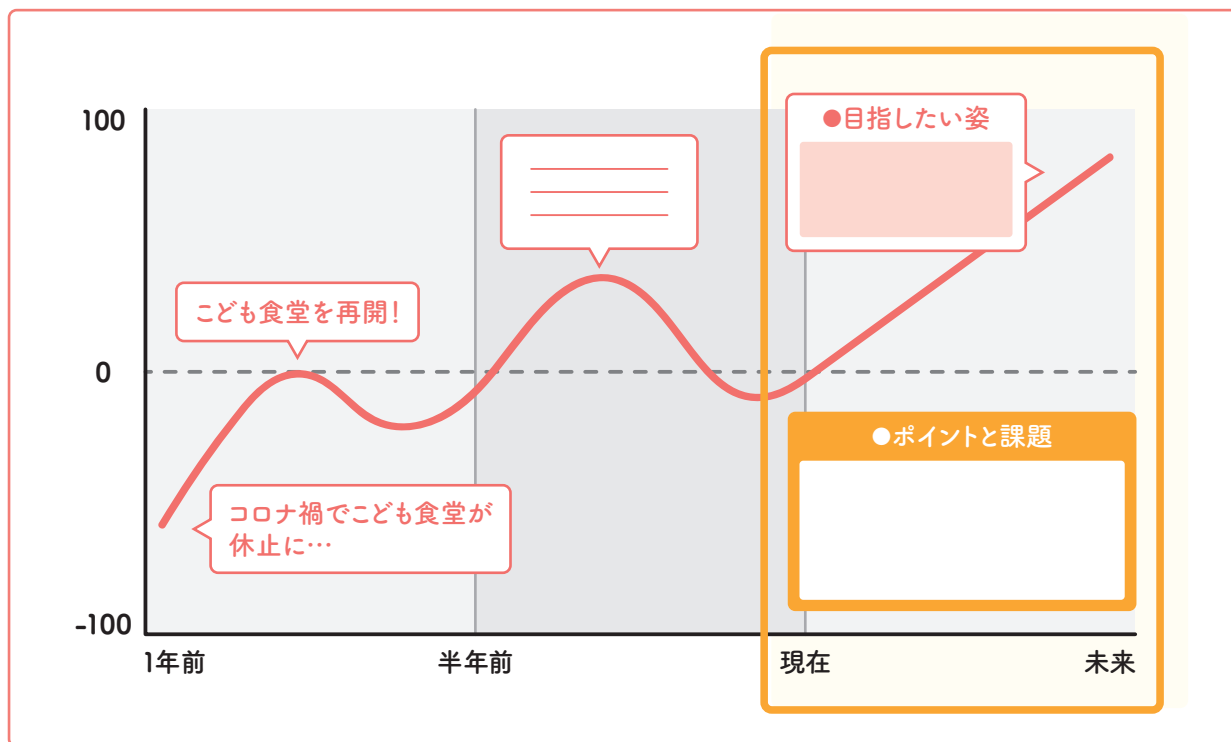 100
●目指したい姿
こども食堂を再開！
0
●ポイントと課題
コロナ禍でこども食堂が
休止に…
-100
1年前
半年前
現在
未来